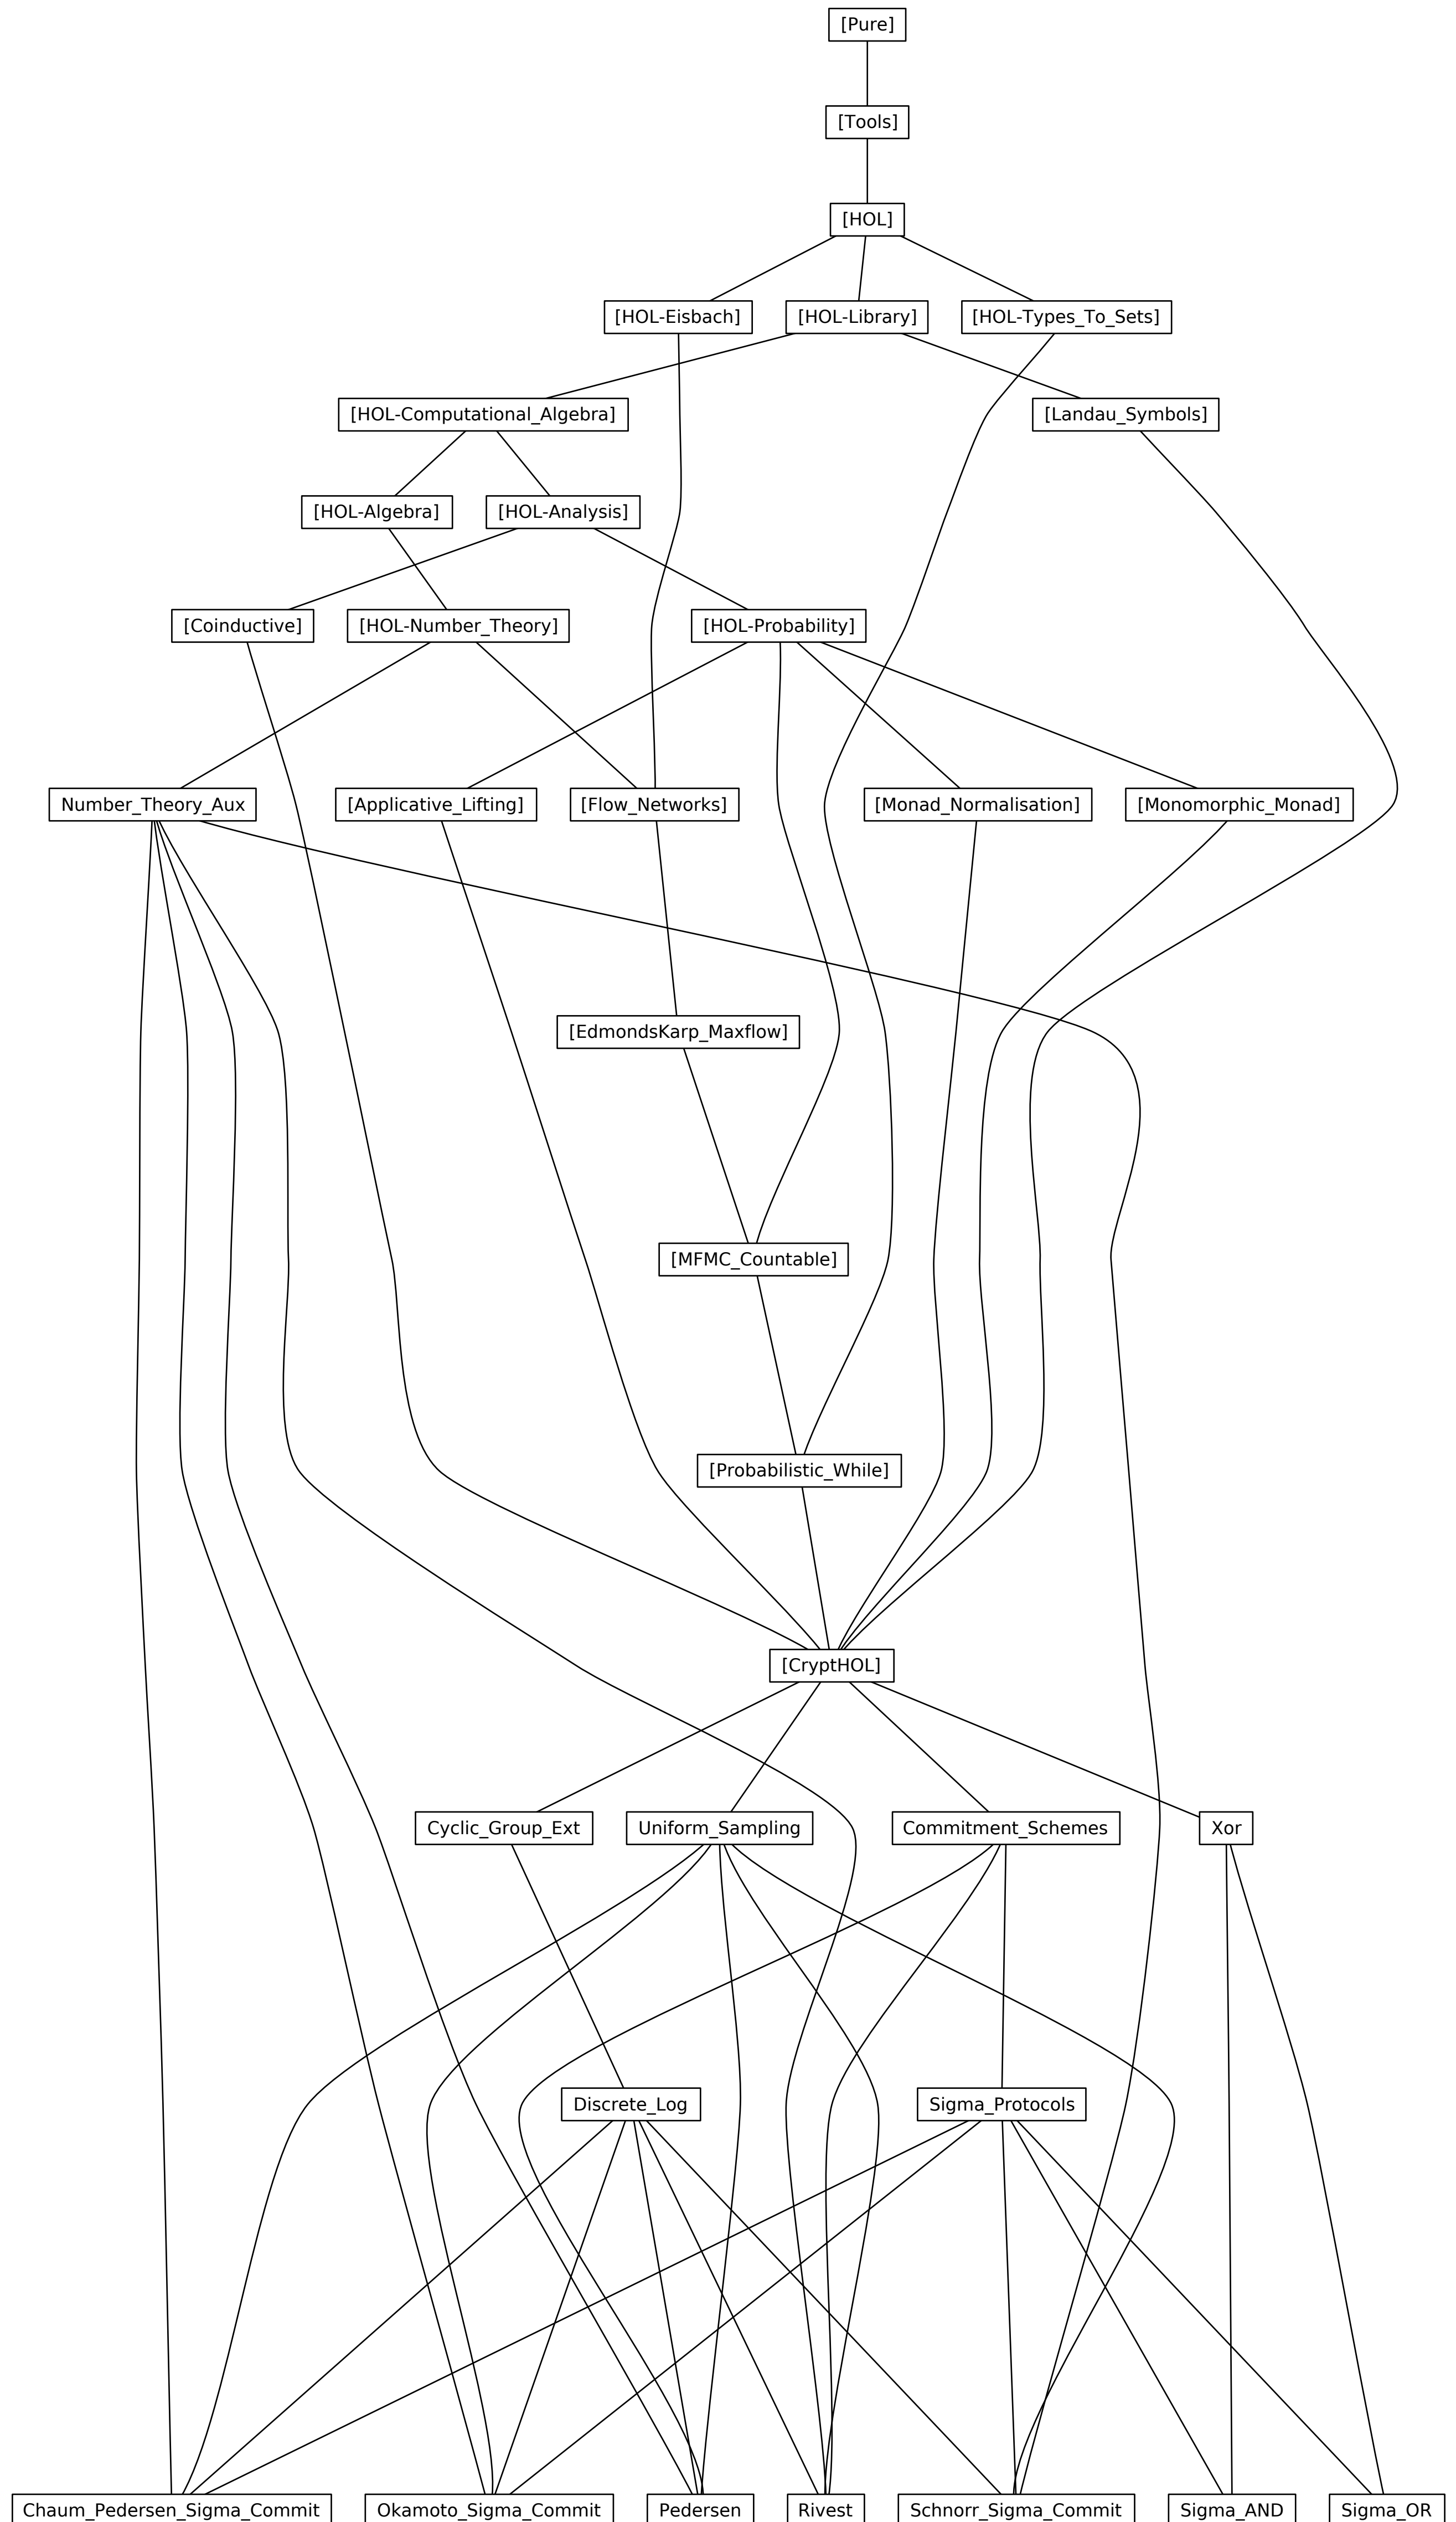 [Pure]
[Tools]
[HOL]
[HOL-Eisbach]
[HOL-Library]
[HOL-Types_To_Sets]
[HOL-Computational_Algebra]
[Landau_Symbols]
[HOL-Algebra]
[HOL-Analysis]
[Coinductive]
[HOL-Number_Theory]
[HOL-Probability]
Number_Theory_Aux
[Applicative_Lifting]
[Flow_Networks]
[Monad_Normalisation]
[Monomorphic_Monad]
[EdmondsKarp_Maxflow]
[MFMC_Countable]
[Probabilistic_While]
[CryptHOL]
Cyclic_Group_Ext
Uniform_Sampling
Commitment_Schemes
Xor
Discrete_Log
Sigma_Protocols
Chaum_Pedersen_Sigma_Commit
Okamoto_Sigma_Commit
Pedersen
Rivest
Schnorr_Sigma_Commit
Sigma_AND
Sigma_OR